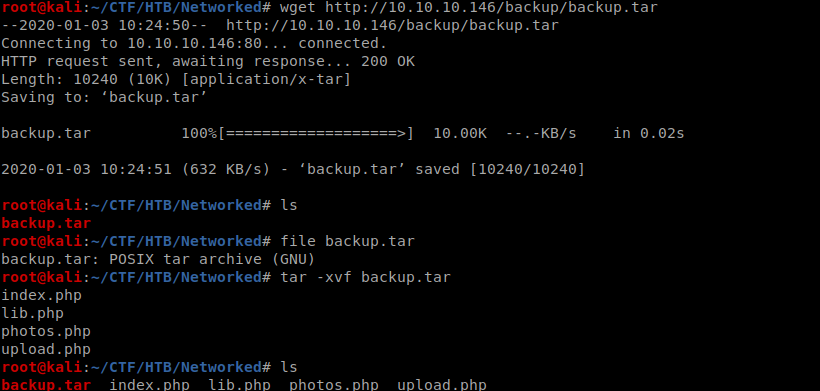 root@kali:~/CTF/HTB/Networked# wget http://10.10.10.146/backup/backup.tar
--2020-01-03 10:24:50--  http://10.10.10.146/backup/backup.tar
Connecting to 10.10.10.146:80... connected.
HTTP request sent, awaiting response... 200 OK
Length: 10240 (10K) [application/x-tar]
Saving to: ‘backup.tar’
backup.tar          100%[===================>]  10.00K  --.-KB/s    in 0.02s
2020-01-03 10:24:51 (632 KB/s) - ‘backup.tar’ saved [10240/10240]
root@kali:~/CTF/HTB/Networked# ls
backup.tar
root@kali:~/CTF/HTB/Networked# file backup.tar
backup.tar: POSIX tar archive (GNU)
root@kali:~/CTF/HTB/Networked# tar -xvf backup.tar
index.php
lib.php
photos.php
upload.php
root@kali:~/CTF/HTB/Networked# ls
backup.tar  index.php  lib.php  photos.php  upload.php